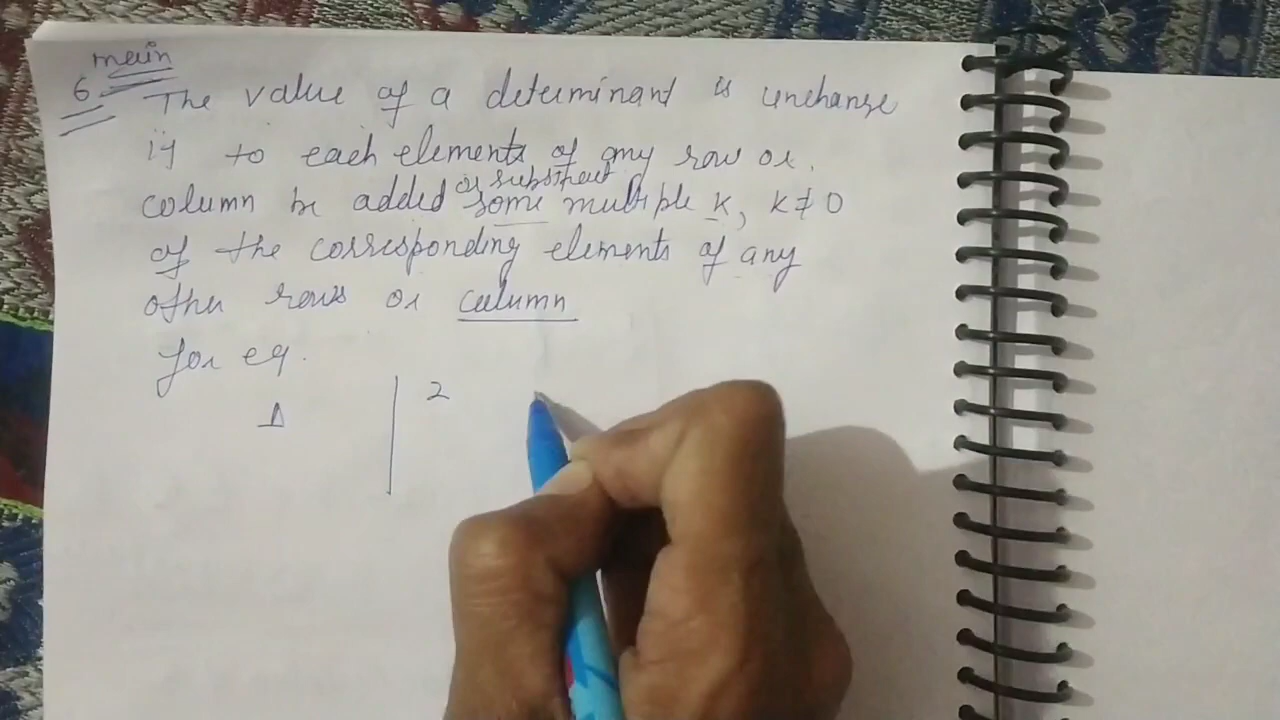 main
6. The value of a determinant is unchange
if to each elements of any row or
or substract
column be added some multiple k, k≠0
of the corresponding elements of any
other rows or column
for eg.
Δ | 2